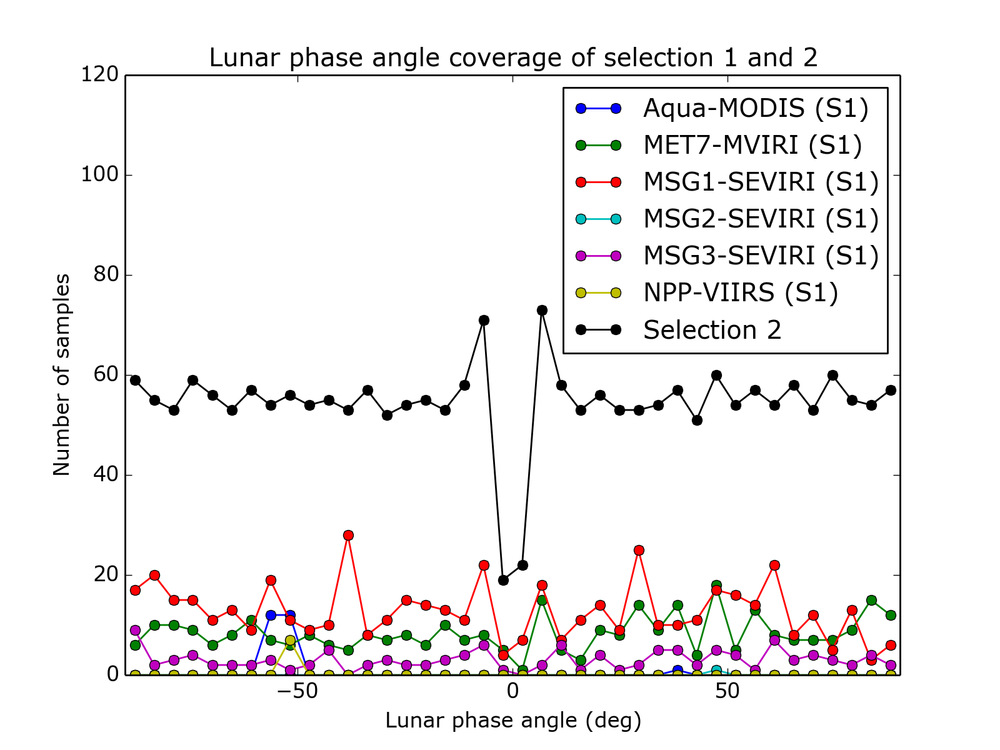 Lunar phase angle coverage of selection 1 and 2
120
100
80
60
40
20
0
Number of samples
Aqua-MODIS (S1)
MET7-MVIRI (S1)
MSG1-SEVIRI (S1)
MSG2-SEVIRI (S1)
MSG3-SEVIRI (S1)
NPP-VIIRS (S1)
Selection 2
−50 0 50
Lunar phase angle (deg)